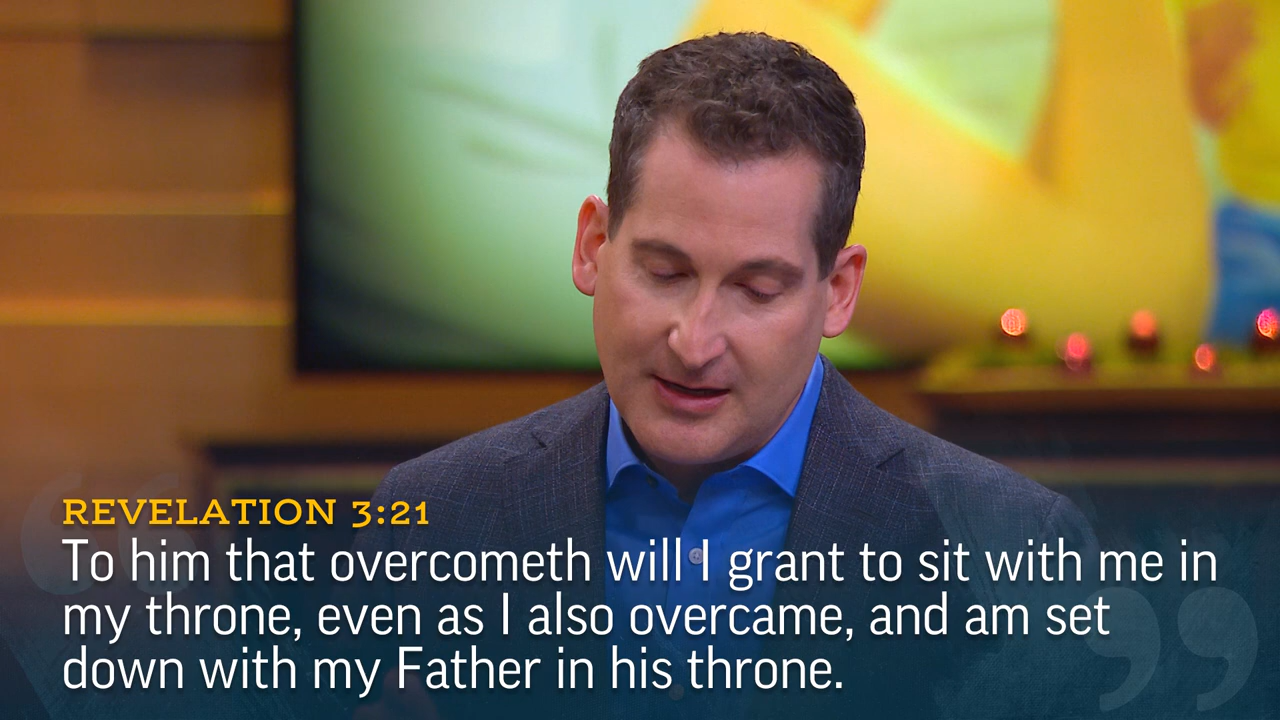 REVELATION 3:21
To him that overcometh will I grant to sit with me in
my throne, even as I also overcame, and am set
down with my Father in his throne.